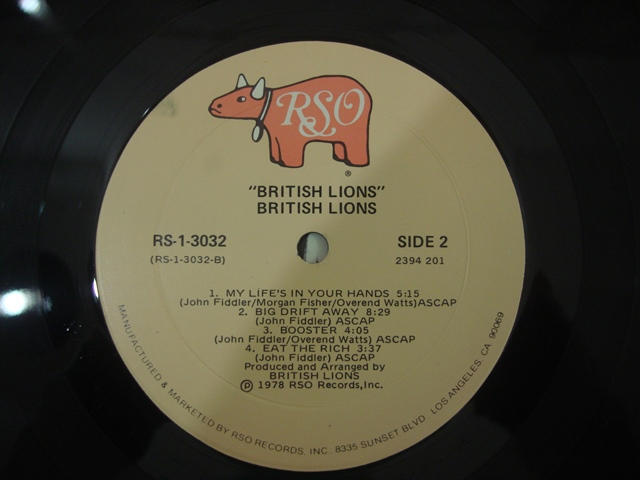 RSO
®
"BRITISH LIONS"
BRITISH LIONS
RS-1-3032
SIDE 2
(RS-1-3032-B)
2394 201
1. MY LIFE'S IN YOUR HANDS 5:15
(John Fiddler/Morgan Fisher/Overend Watts)ASCAP
2. BIG DRIFT AWAY 8:29
(John Fiddler) ASCAP
3. BOOSTER 4:05
(John Fiddler/Overend Watts) ASCAP
4. EAT THE RICH 3:37
(John Fiddler) ASCAP
Produced and Arranged by
BRITISH LIONS
℗ 1978 RSO Records,Inc.
MANUFACTURED & MARKETED BY RSO RECORDS, INC. 8335 SUNSET BLVD LOS ANGELES, CA 90069